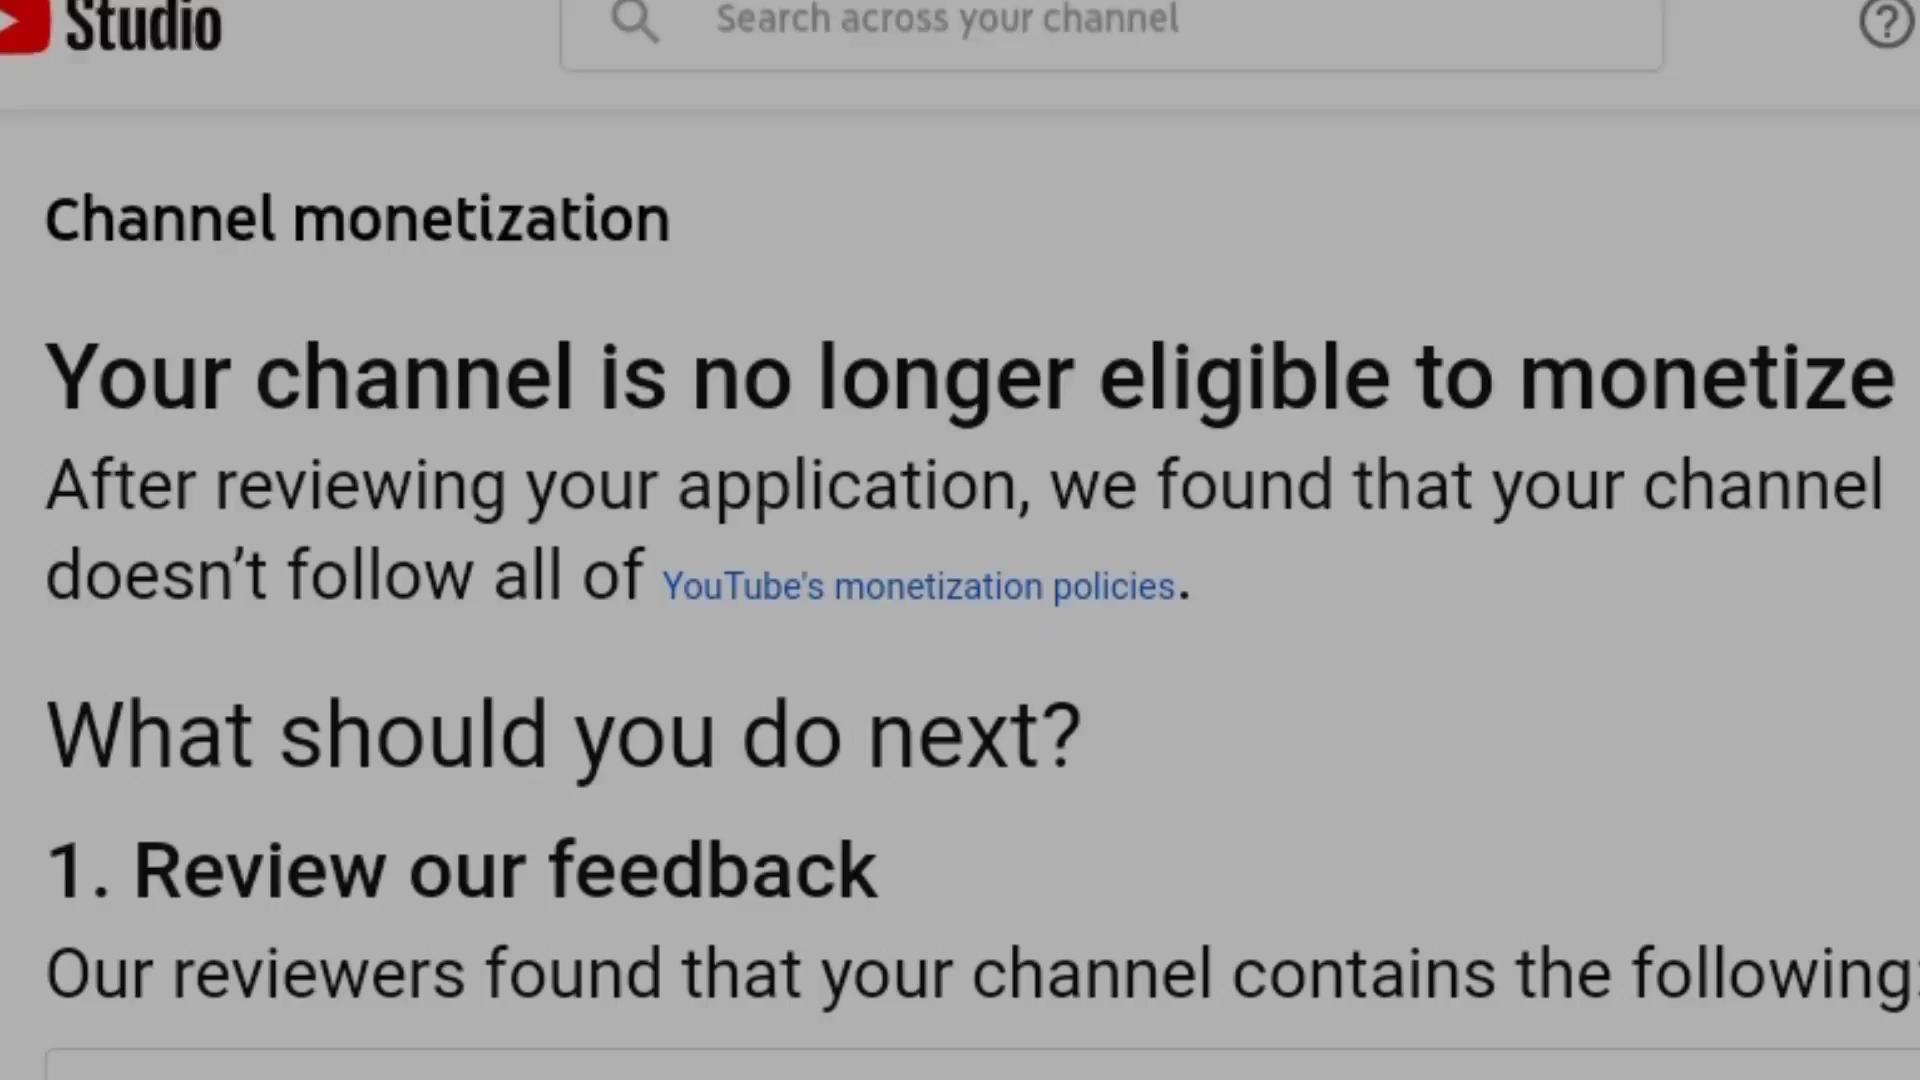 Studio
Search across your channel
Channel monetization
Your channel is no longer eligible to monetize
After reviewing your application, we found that your channel
doesn’t follow all of YouTube's monetization policies.
What should you do next?
1. Review our feedback
Our reviewers found that your channel contains the following: